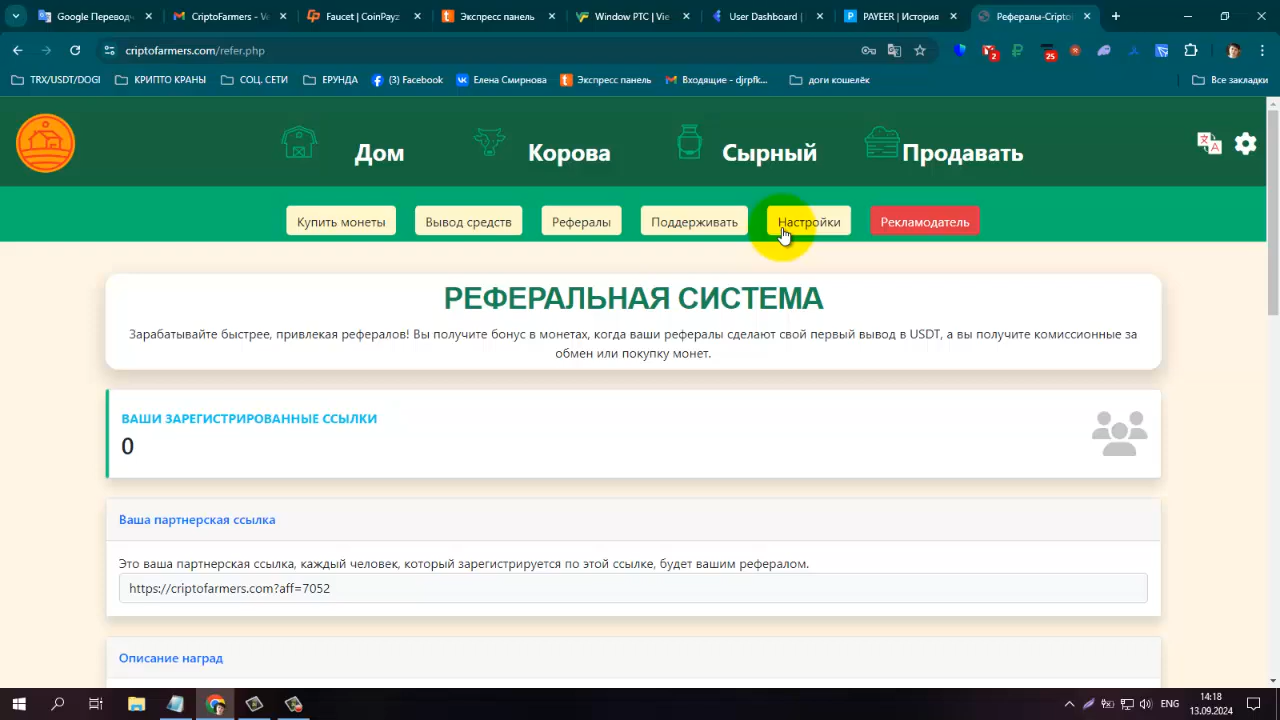 Google Перевод
CriptoFarmers - Ve
Faucet | CoinPayz
Экспресс панель
Window PTC | Vie
User Dashboard |
PAYEER | История
Рефералы-Cripto
criptofarmers.com/refer.php
2
25
TRX/USDT/DOGI
КРИПТО КРАНЫ
СОЦ. СЕТИ
ЕРУНДА
(3) Facebook
Елена Смирнова
Экспресс панель
Входящие - djrpfk...
доги кошелёк
Все закладки
Дом
Корова
Сырный
Продавать
Купить монеты
Вывод средств
Рефералы
Поддерживать
Настройки
Рекламодатель
РЕФЕРАЛЬНАЯ СИСТЕМА
Зарабатывайте быстрее, привлекая рефералов! Вы получите бонус в монетах, когда ваши рефералы сделают свой первый вывод в USDT, а вы получите комиссионные за
обмен или покупку монет.
ВАШИ ЗАРЕГИСТРИРОВАННЫЕ ССЫЛКИ
0
Ваша партнерская ссылка
Это ваша партнерская ссылка, каждый человек, который зарегистрируется по этой ссылке, будет вашим рефералом.
https://criptofarmers.com?aff=7052
Описание наград
ENG
14:18
13.09.2024